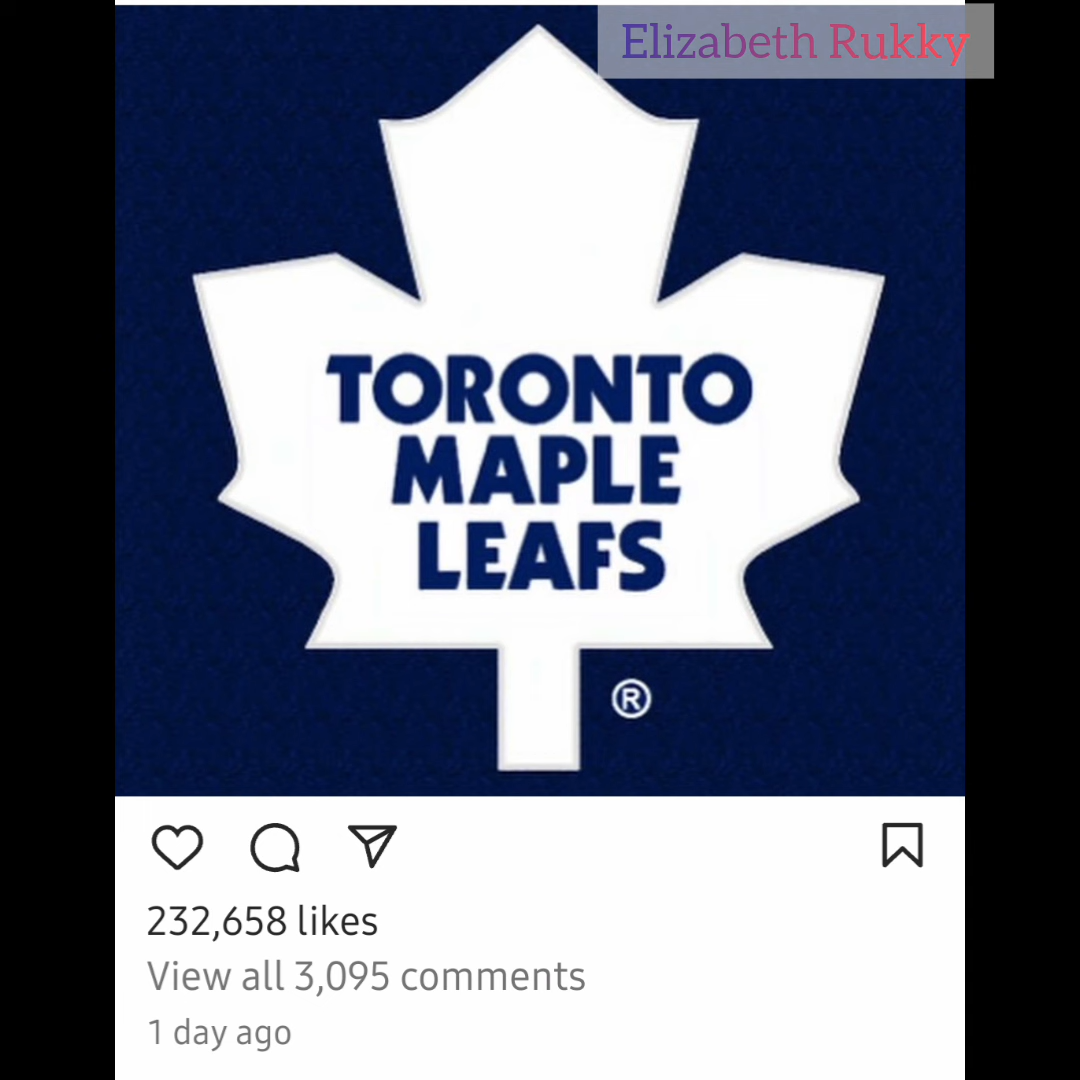 Elizabeth Rukky
TORONTO
MAPLE
LEAFS
®
232,658 likes
View all 3,095 comments
1 day ago